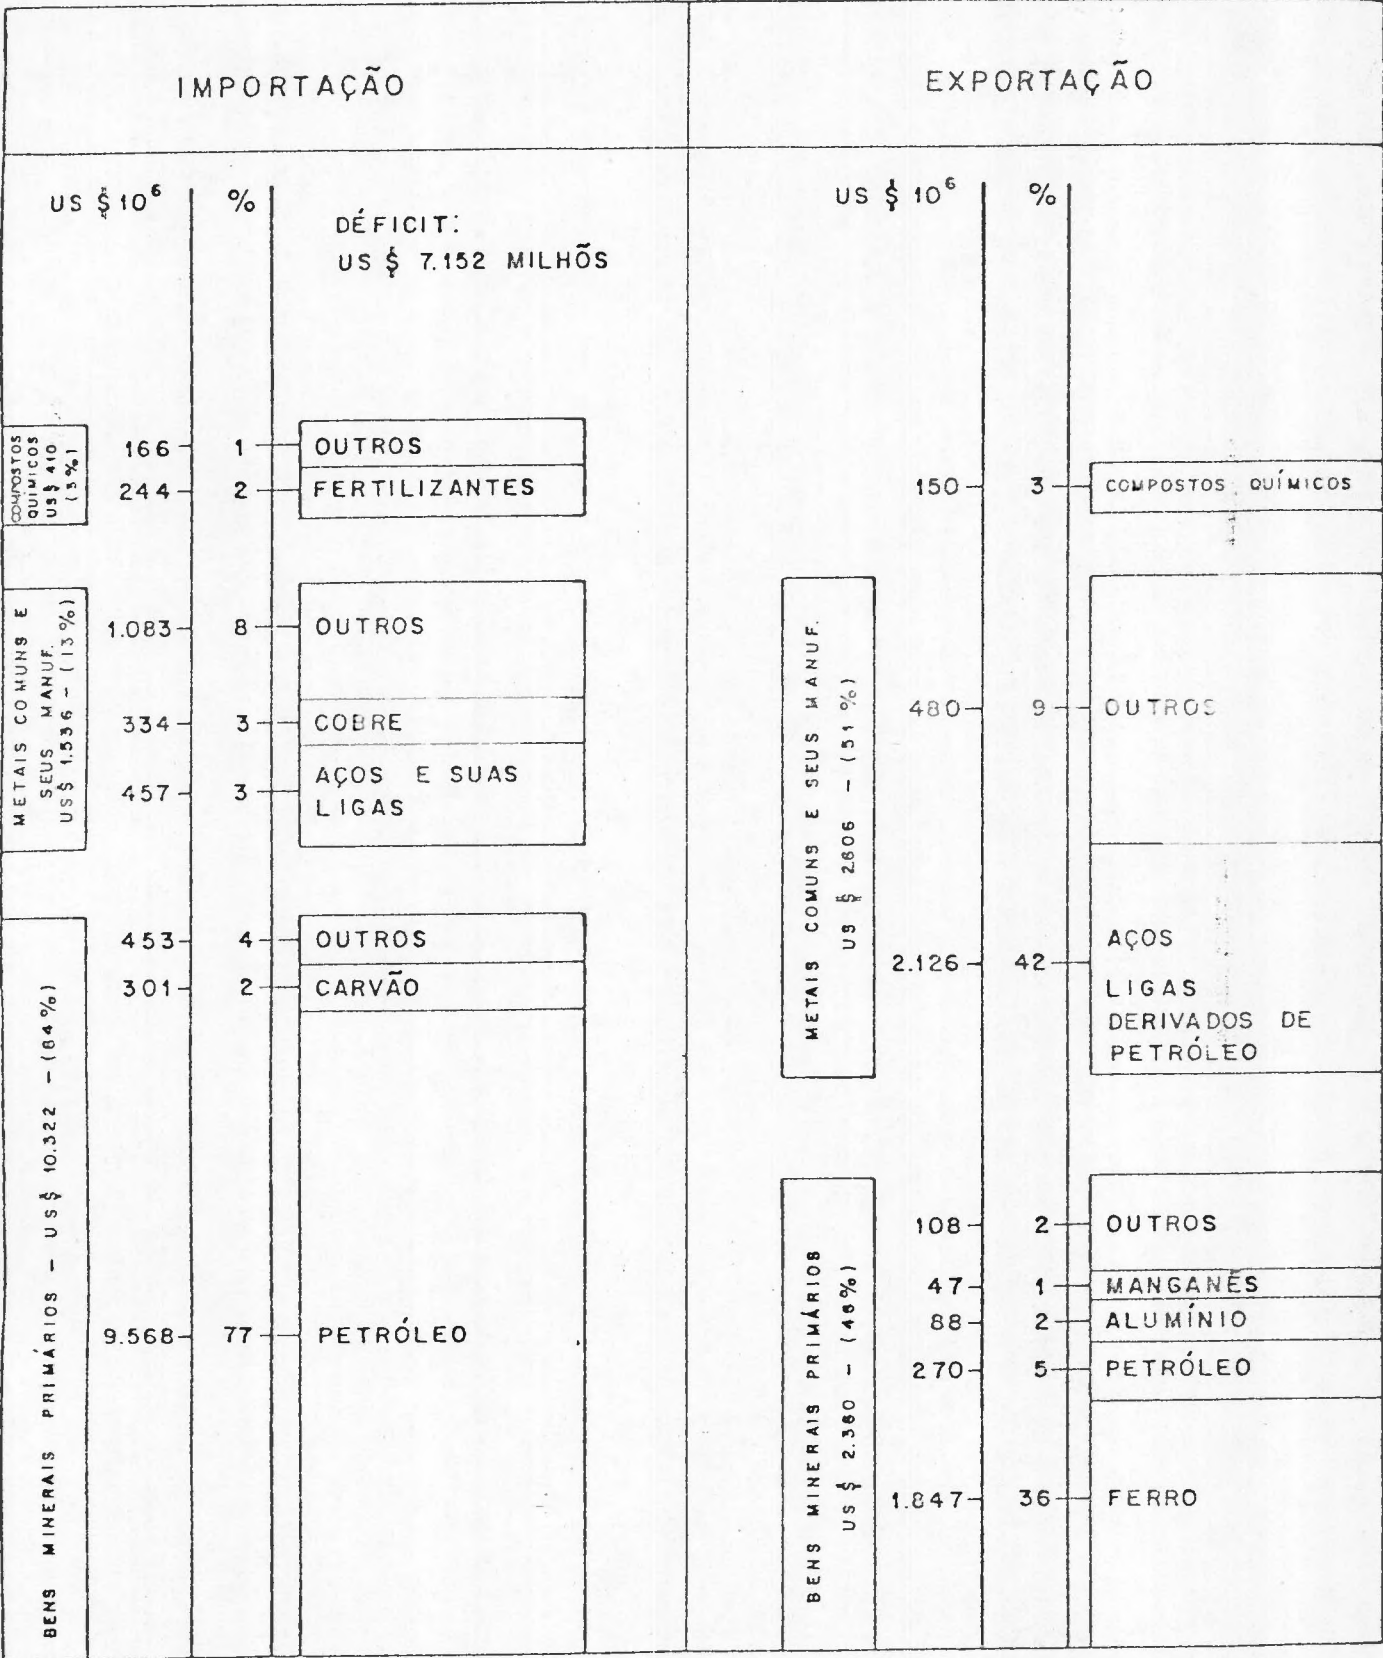 IMPORTAÇÃO
US $ 10⁶
%
DÉFICIT:
US $ 7.152 MILHÕS
COMPOSTOS
QUIMICOS
US$ 410
(3%)
166
1
OUTROS
244
2
FERTILIZANTES
METAIS COMUNS E
SEUS MANUF.
US$ 1.536 - (13%)
1.083
8
OUTROS
334
3
COBRE
457
3
AÇOS E SUAS
LIGAS
BENS MINERAIS PRIMÁRIOS - US$ 10.322 - (84%)
453
4
OUTROS
301
2
CARVÃO
9.568
77
PETRÓLEO
EXPORTAÇÃO
US $ 10⁶
%
150
3
COMPOSTOS QUÍMICOS
METAIS COMUNS E SEUS MANUF.
US $ 2.606 - (51%)
480
9
OUTROS
2.126
42
AÇOS
LIGAS
DERIVADOS DE
PETRÓLEO
BENS MINERAIS PRIMÁRIOS
US $ 2.360 - (46%)
108
2
OUTROS
47
1
MANGANÊS
88
2
ALUMÍNIO
270
5
PETRÓLEO
1.847
36
FERRO